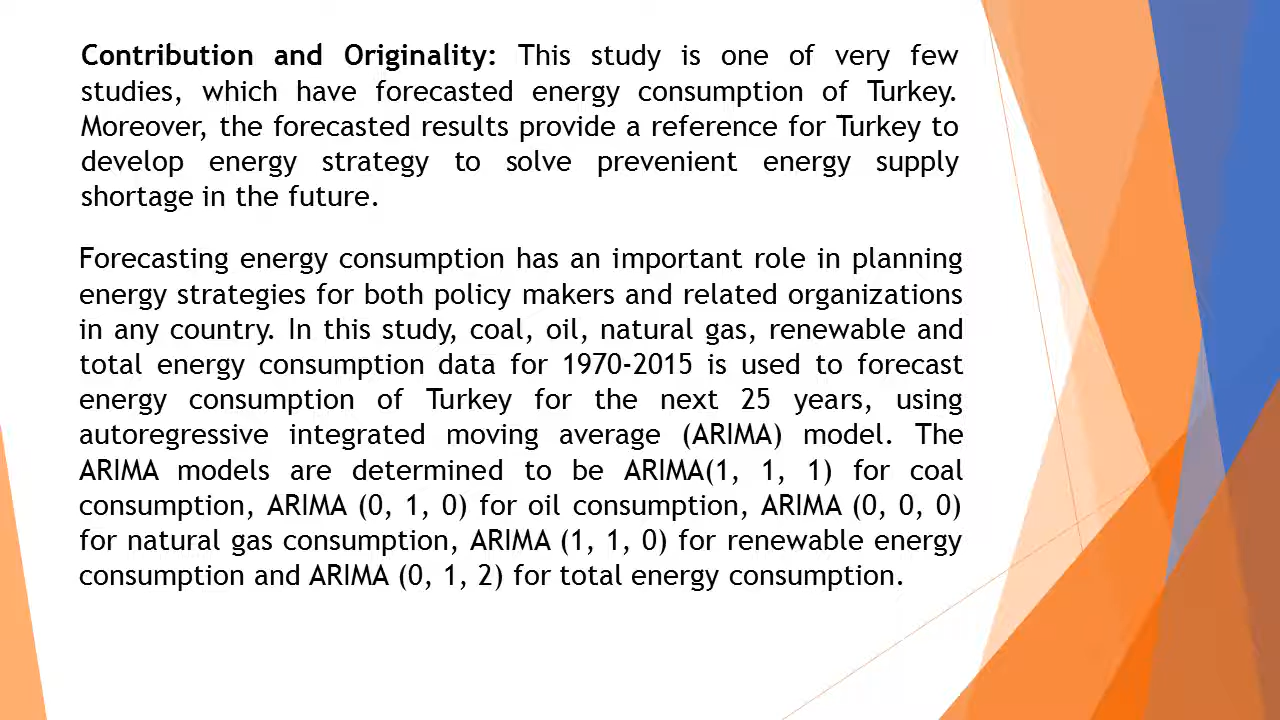 Contribution and Originality: This study is one of very few
studies, which have forecasted energy consumption of Turkey.
Moreover, the forecasted results provide a reference for Turkey to
develop energy strategy to solve prevenient energy supply
shortage in the future.
Forecasting energy consumption has an important role in planning
energy strategies for both policy makers and related organizations
in any country. In this study, coal, oil, natural gas, renewable and
total energy consumption data for 1970-2015 is used to forecast
energy consumption of Turkey for the next 25 years, using
autoregressive integrated moving average (ARIMA) model. The
ARIMA models are determined to be ARIMA(1, 1, 1) for coal
consumption, ARIMA (0, 1, 0) for oil consumption, ARIMA (0, 0, 0)
for natural gas consumption, ARIMA (1, 1, 0) for renewable energy
consumption and ARIMA (0, 1, 2) for total energy consumption.